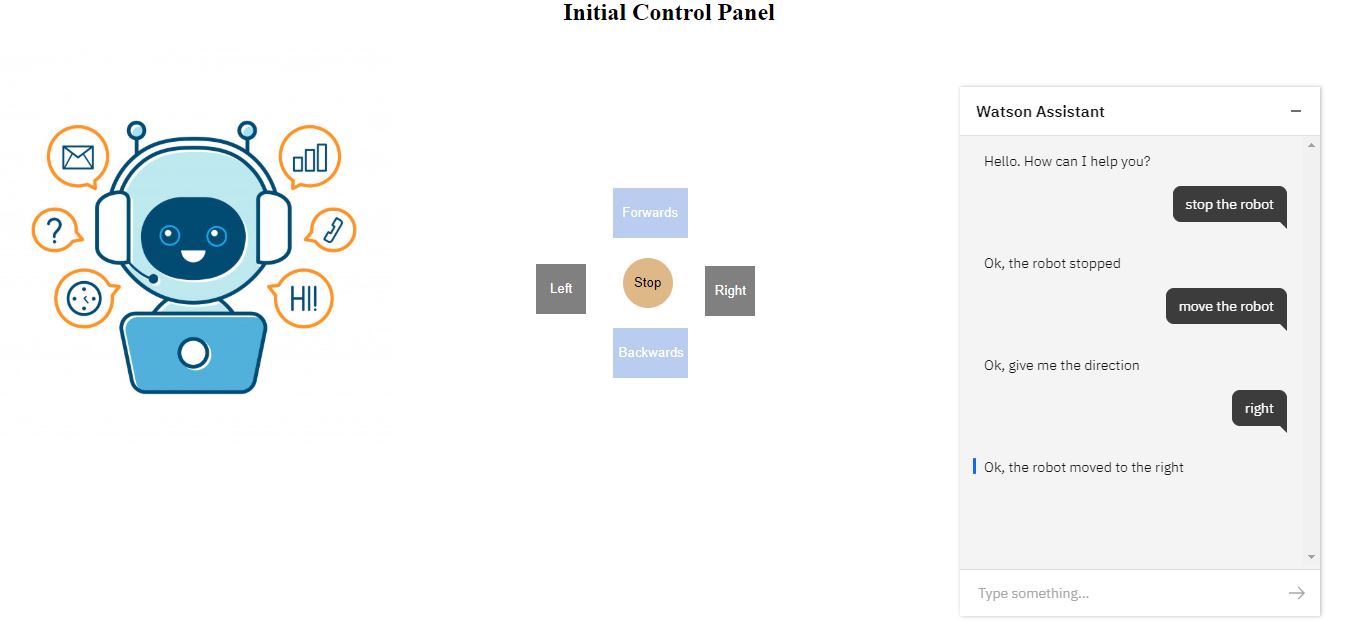 Initial Control Panel
?
HI!!
Forwards
Left
Stop
Right
Backwards
Watson Assistant
Hello. How can I help you?
stop the robot
Ok, the robot stopped
move the robot
Ok, give me the direction
right
Ok, the robot moved to the right
Type something...